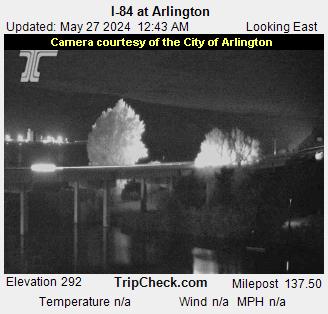 I-84 at Arlington
Updated: May 27 2024 12:43 AM Looking East
Camera courtesy of the City of Arlington
Elevation 292 TripCheck.com Milepost 137.50
Temperature n/a Wind n/a MPH n/a